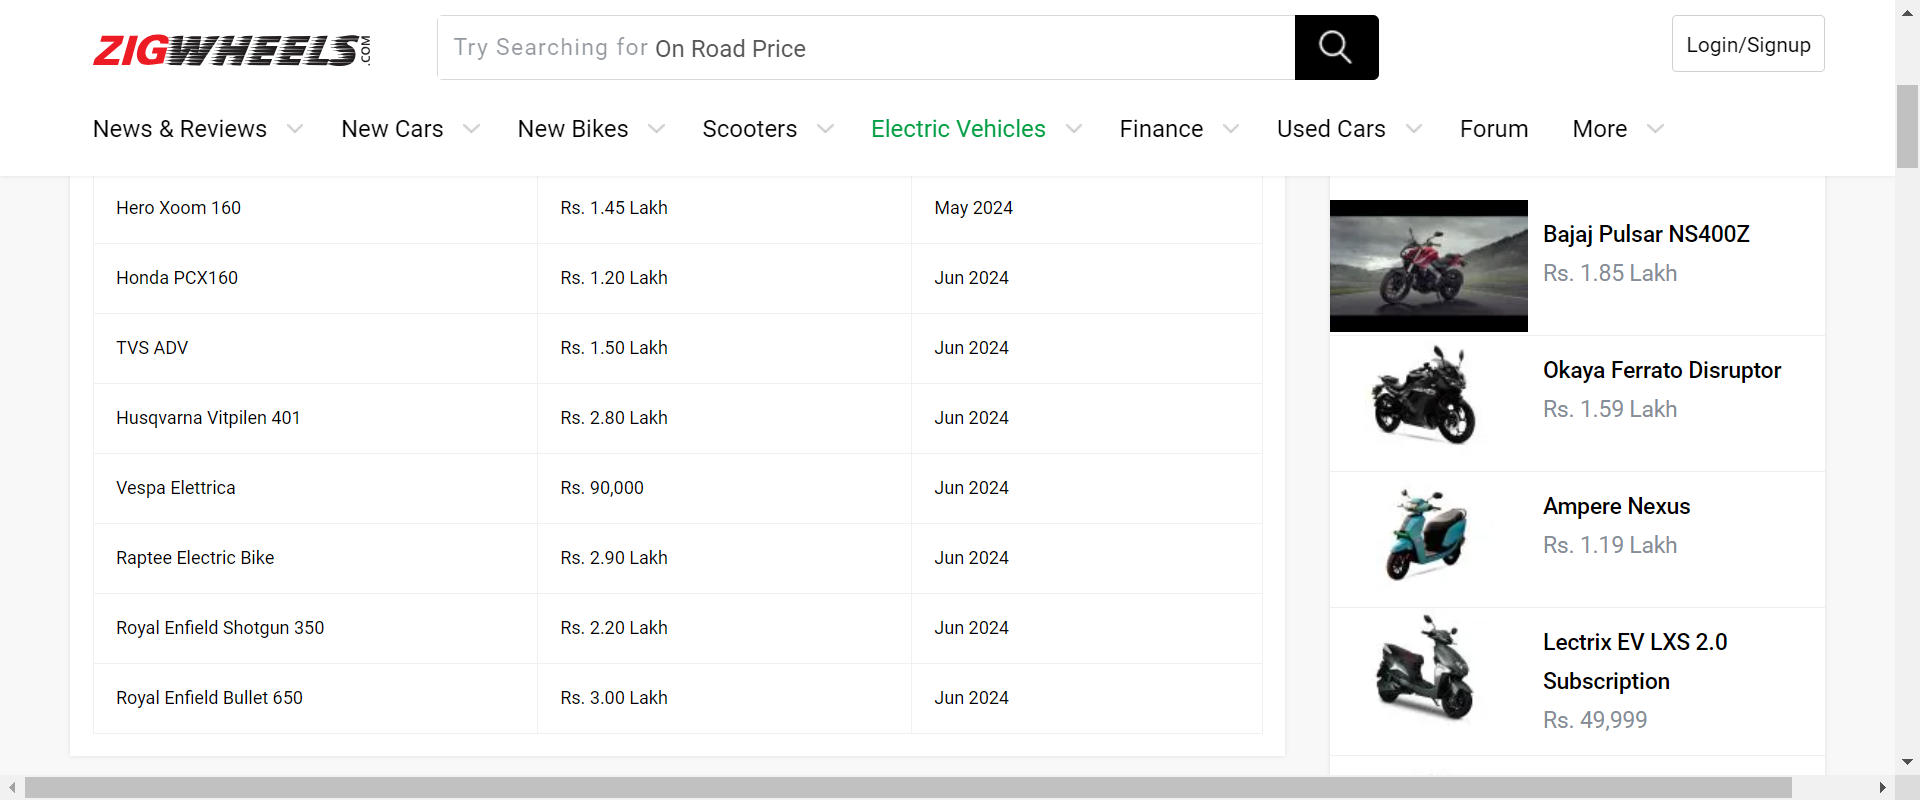 ZIGWHEELS.COM
Try Searching for On Road Price
Login/Signup
News & Reviews New Cars New Bikes Scooters Electric Vehicles Finance Used Cars Forum More
Hero Xoom 160 Rs. 1.45 Lakh May 2024
Honda PCX160 Rs. 1.20 Lakh Jun 2024
TVS ADV Rs. 1.50 Lakh Jun 2024
Husqvarna Vitpilen 401 Rs. 2.80 Lakh Jun 2024
Vespa Elettrica Rs. 90,000 Jun 2024
Raptee Electric Bike Rs. 2.90 Lakh Jun 2024
Royal Enfield Shotgun 350 Rs. 2.20 Lakh Jun 2024
Royal Enfield Bullet 650 Rs. 3.00 Lakh Jun 2024
Bajaj Pulsar NS400Z
Rs. 1.85 Lakh
Okaya Ferrato Disruptor
Rs. 1.59 Lakh
Ampere Nexus
Rs. 1.19 Lakh
Lectrix EV LXS 2.0
Subscription
Rs. 49,999